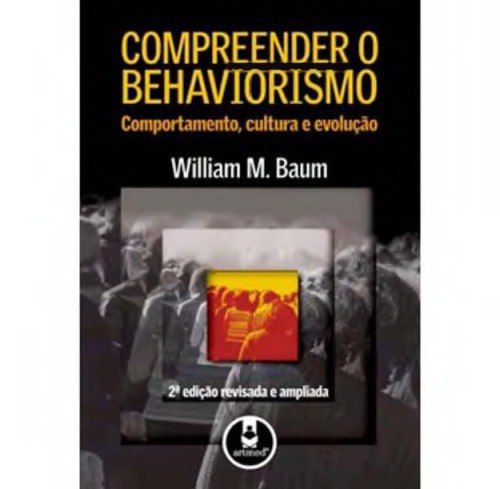 COMPREENDER O
BEHAVIORISMO
Comportamento, cultura e evolução
William M. Baum
2ª edição revisada e ampliada
artmed®